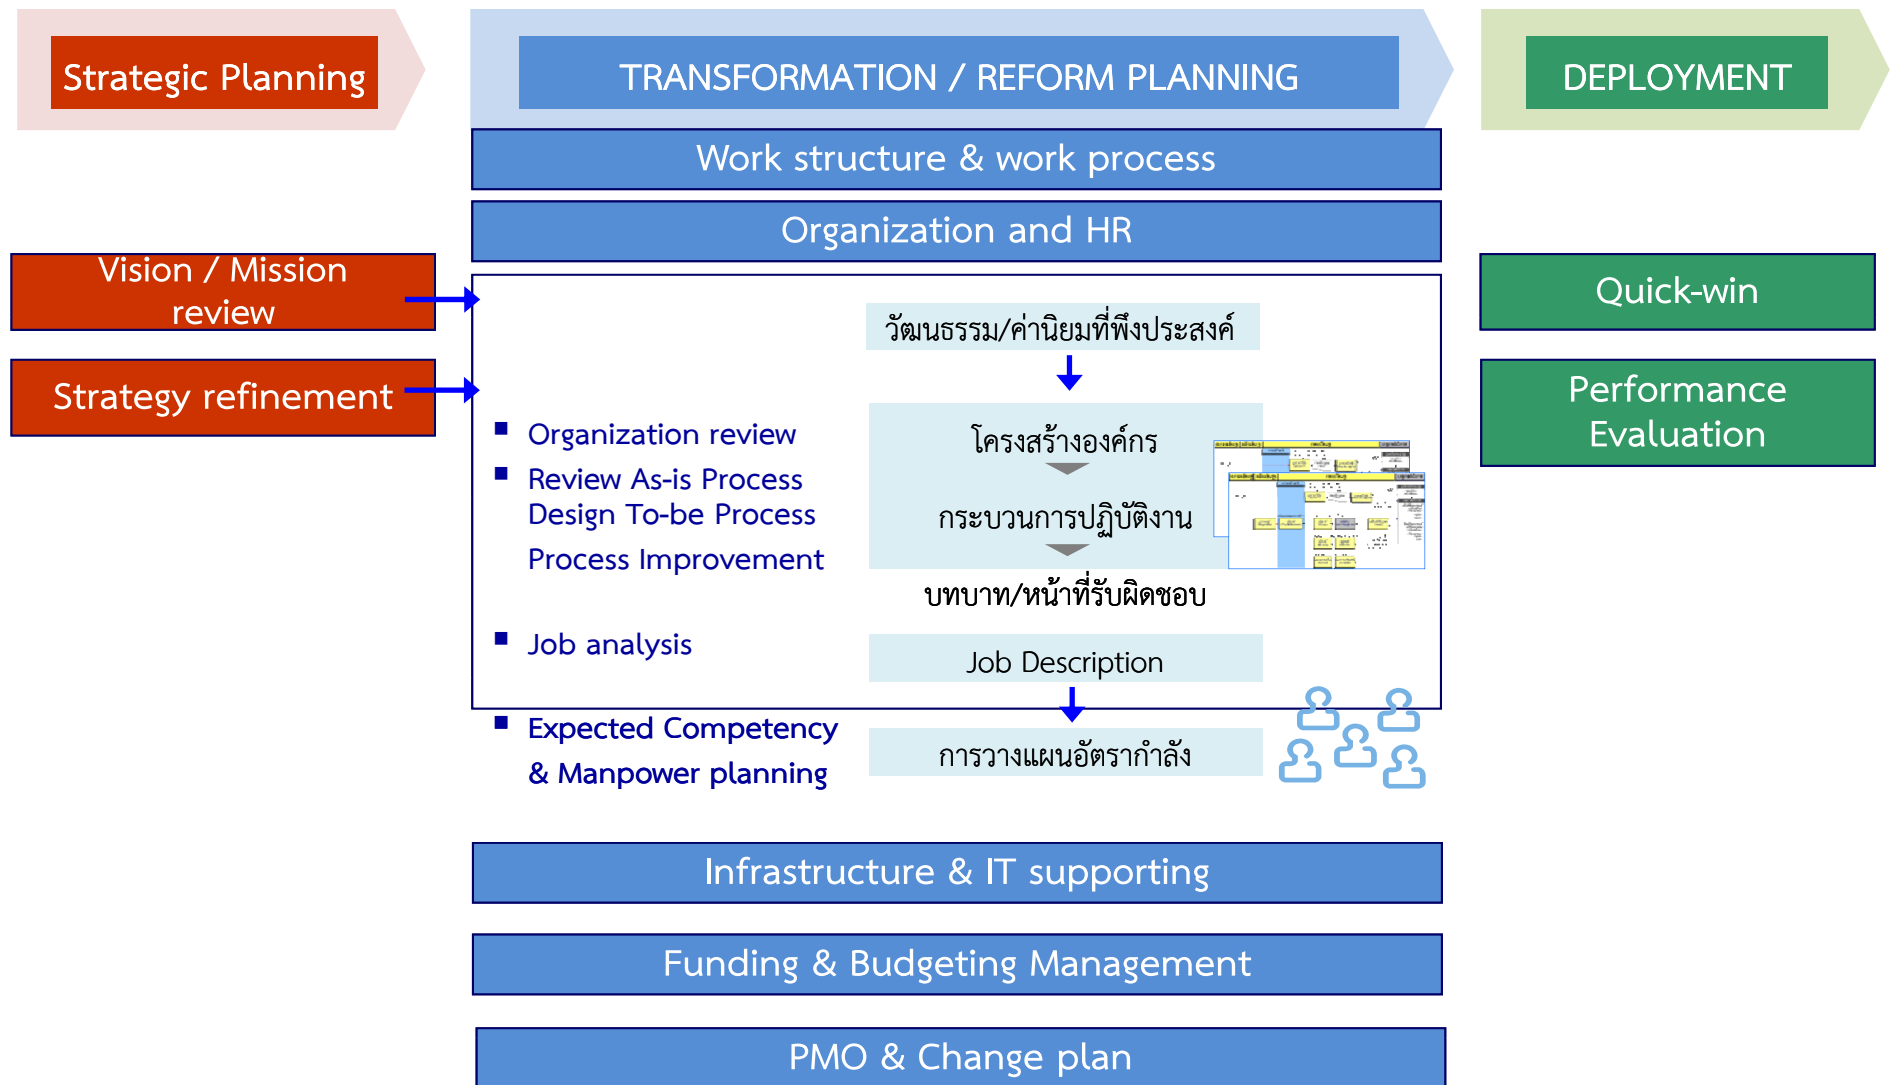 Strategic Planning
TRANSFORMATION / REFORM PLANNING
DEPLOYMENT
Work structure & work process
Organization and HR
Vision / Mission
review
Strategy refinement
วัฒนธรรม/ค่านิยมที่พึงประสงค์
โครงสร้างองค์กร
กระบวนการปฏิบัติงาน
บทบาท/หน้าที่รับผิดชอบ
Job Description
การวางแผนอัตรากำลัง
Organization review
Review As-is Process
Design To-be Process
Process Improvement
Job analysis
Expected Competency
& Manpower planning
Quick-win
Performance
Evaluation
Infrastructure & IT supporting
Funding & Budgeting Management
PMO & Change plan